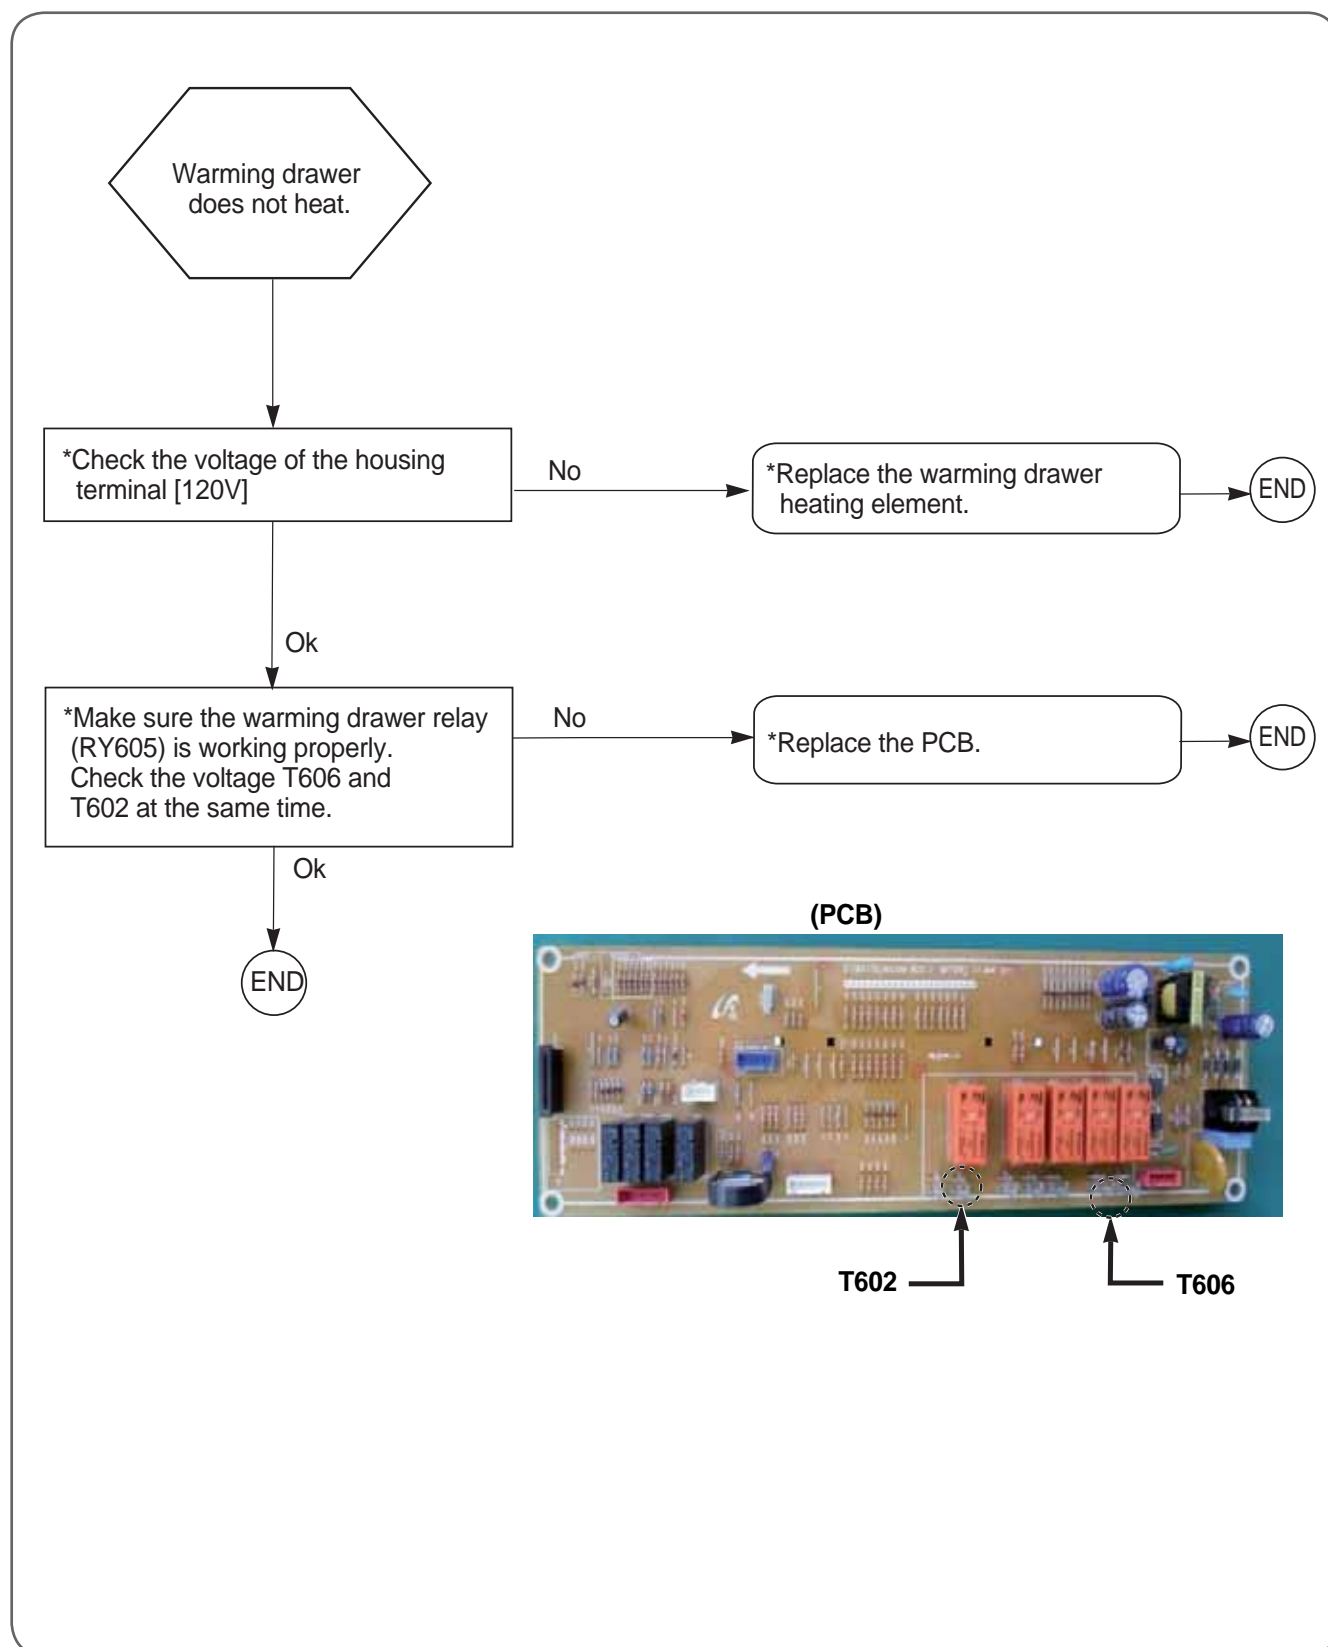 Warming drawer
does not heat.
*Check the voltage of the housing
terminal [120V]
No
*Replace the warming drawer
heating element.
END
Ok
*Make sure the warming drawer relay
(RY605) is working properly.
Check the voltage T606 and
T602 at the same time.
No
*Replace the PCB.
END
Ok
END
(PCB)
T602
T606